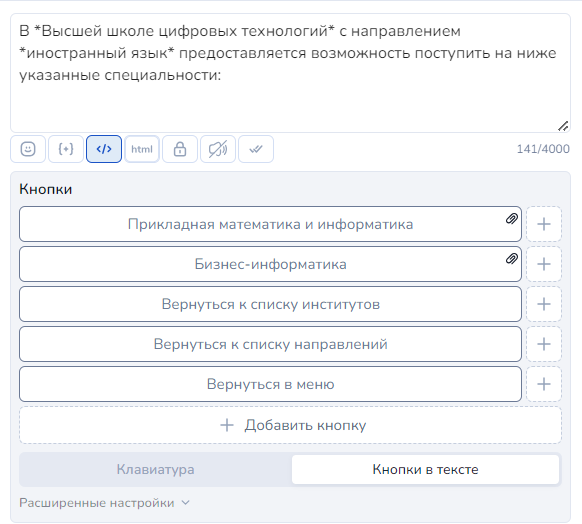 В *Высшей школе цифровых технологий* с направлением
*иностранный язык* предоставляется возможность поступить на ниже
указанные специальности:
{+} </> html 141/4000
Кнопки
Прикладная математика и информатика
Бизнес-информатика
Вернуться к списку институтов
Вернуться к списку направлений
Вернуться в меню
+ Добавить кнопку
Клавиатура Кнопки в тексте
Расширенные настройки